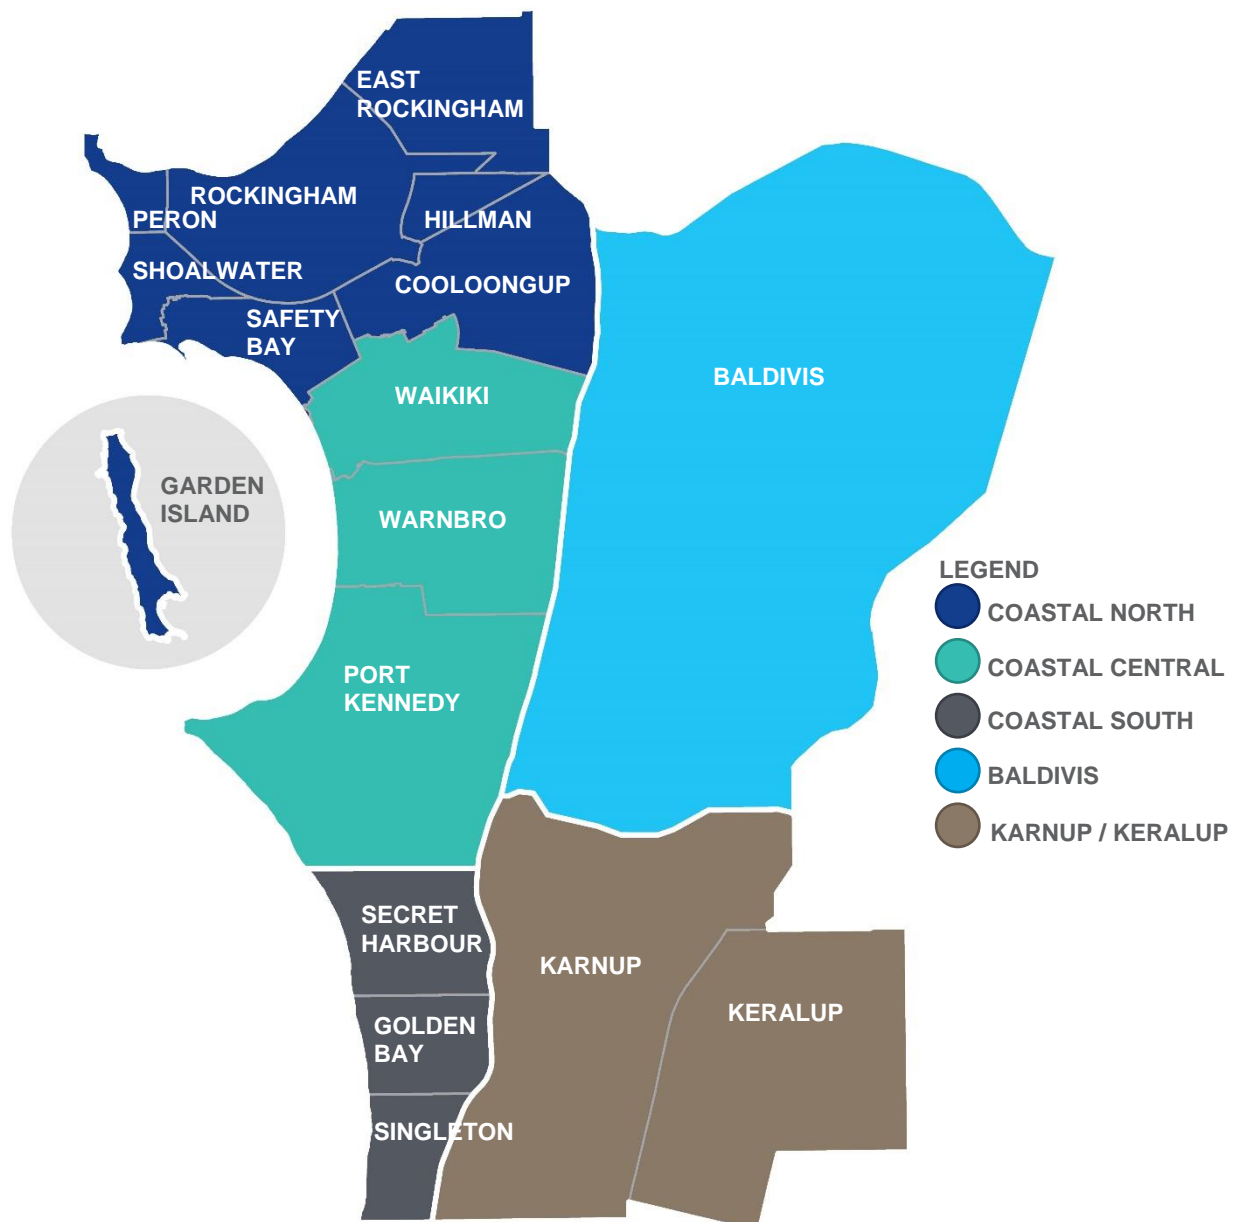 EAST
ROCKINGHAM
ROCKINGHAM
PERON
HILLMAN
SHOALWATER
COOLOONGUP
SAFETY
BAY
BALDIVIS
WAIKIKI
GARDEN
ISLAND
WARNBRO
LEGEND
COASTAL NORTH
COASTAL CENTRAL
COASTAL SOUTH
BALDIVIS
KARNUP / KERALUP
PORT
KENNEDY
SECRET
HARBOUR
KARNUP
KERALUP
GOLDEN
BAY
SINGLETON